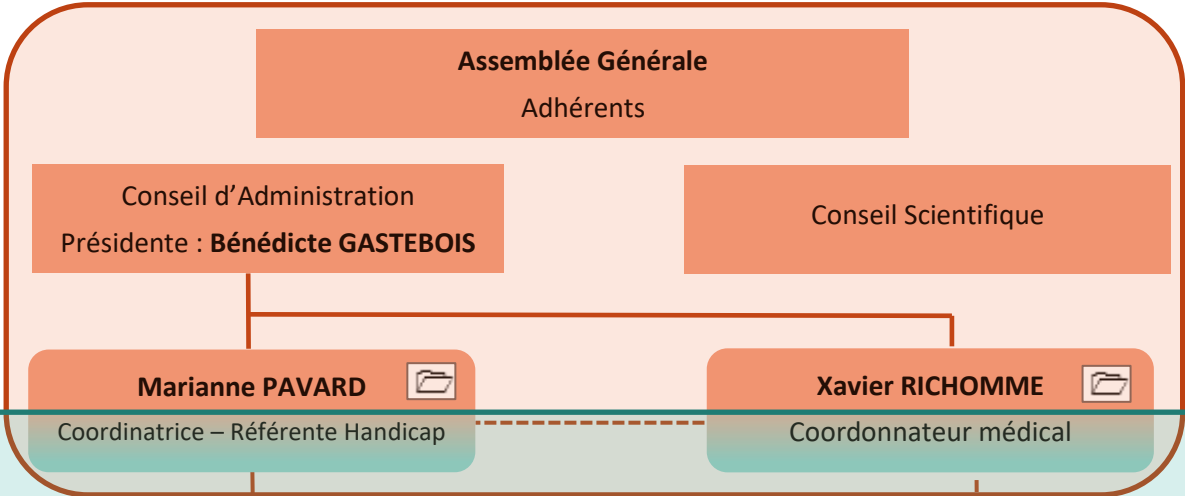 Assemblée Générale
Adhérents
Conseil d’Administration
Présidente : Bénédicte GASTEBOIS
Conseil Scientifique
Marianne PAVARD
Coordinatrice – Référente Handicap
Xavier RICHOMME
Coordonnateur médical